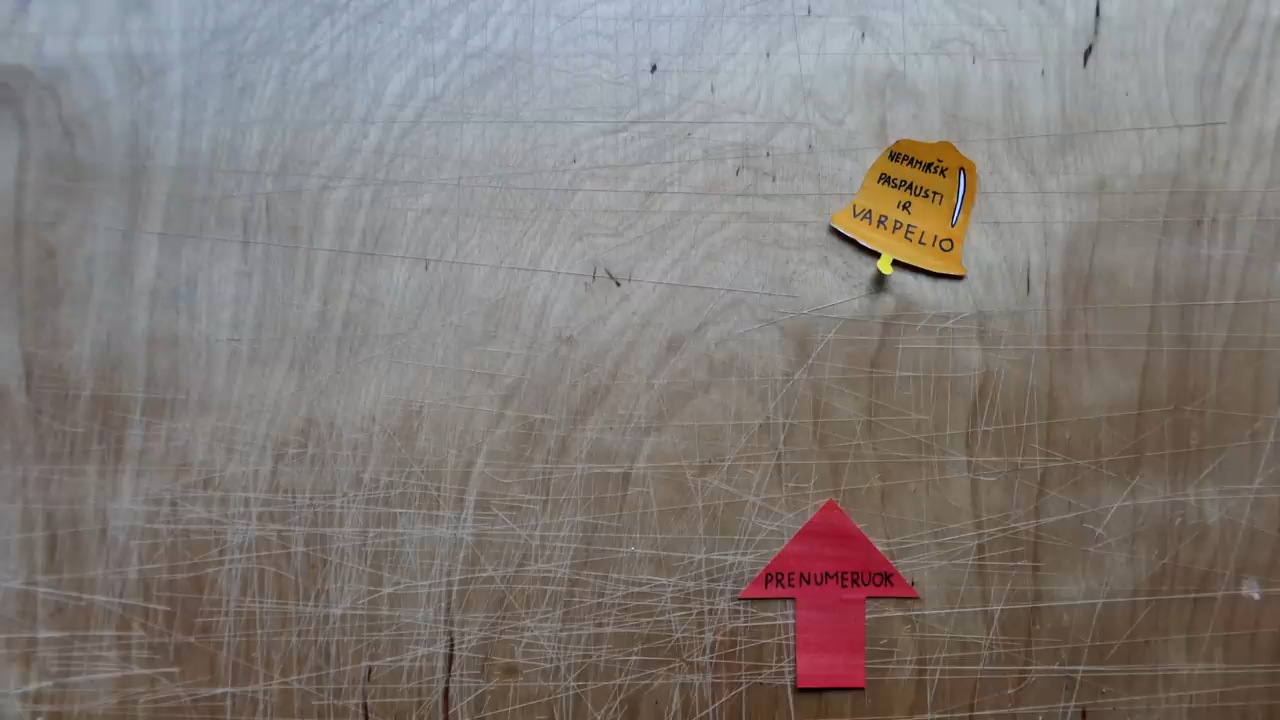 NEPAMIRŠK
PASPAUSTI
IR
VARPELIO
PRENUMERUOK